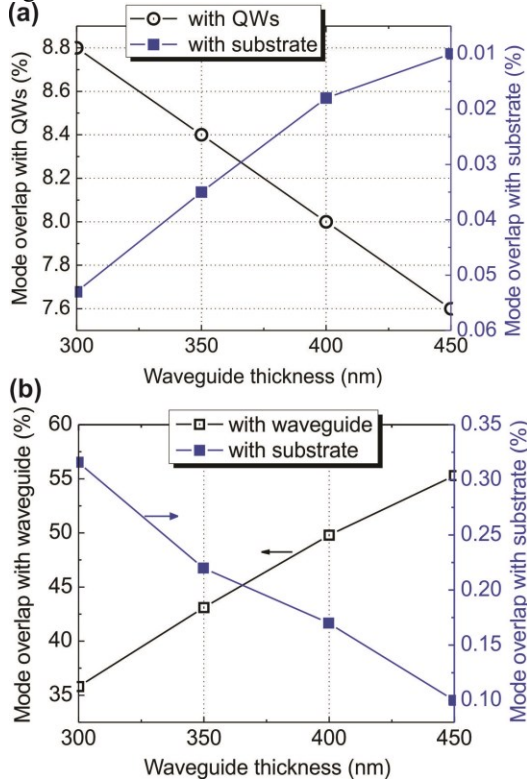 (a)
with QWs
with substrate
Mode overlap with QWs (%)
8.8
8.6
8.4
8.2
8.0
7.8
7.6
0.01
0.02
0.03
0.04
0.05
0.06
Mode overlap with substrate (%)
300 350 400 450
Waveguide thickness (nm)
(b)
with waveguide
with substrate
Mode overlap with waveguide (%)
60
55
50
45
40
35
0.35
0.30
0.25
0.20
0.15
0.10
Mode overlap with substrate (%)
300 350 400 450
Waveguide thickness (nm)